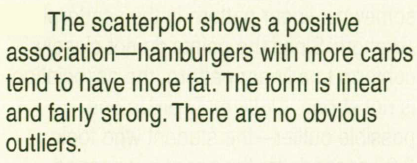 The scatterplot shows a positive
association—hamburgers with more carbs
tend to have more fat. The form is linear
and fairly strong. There are no obvious
outliers.